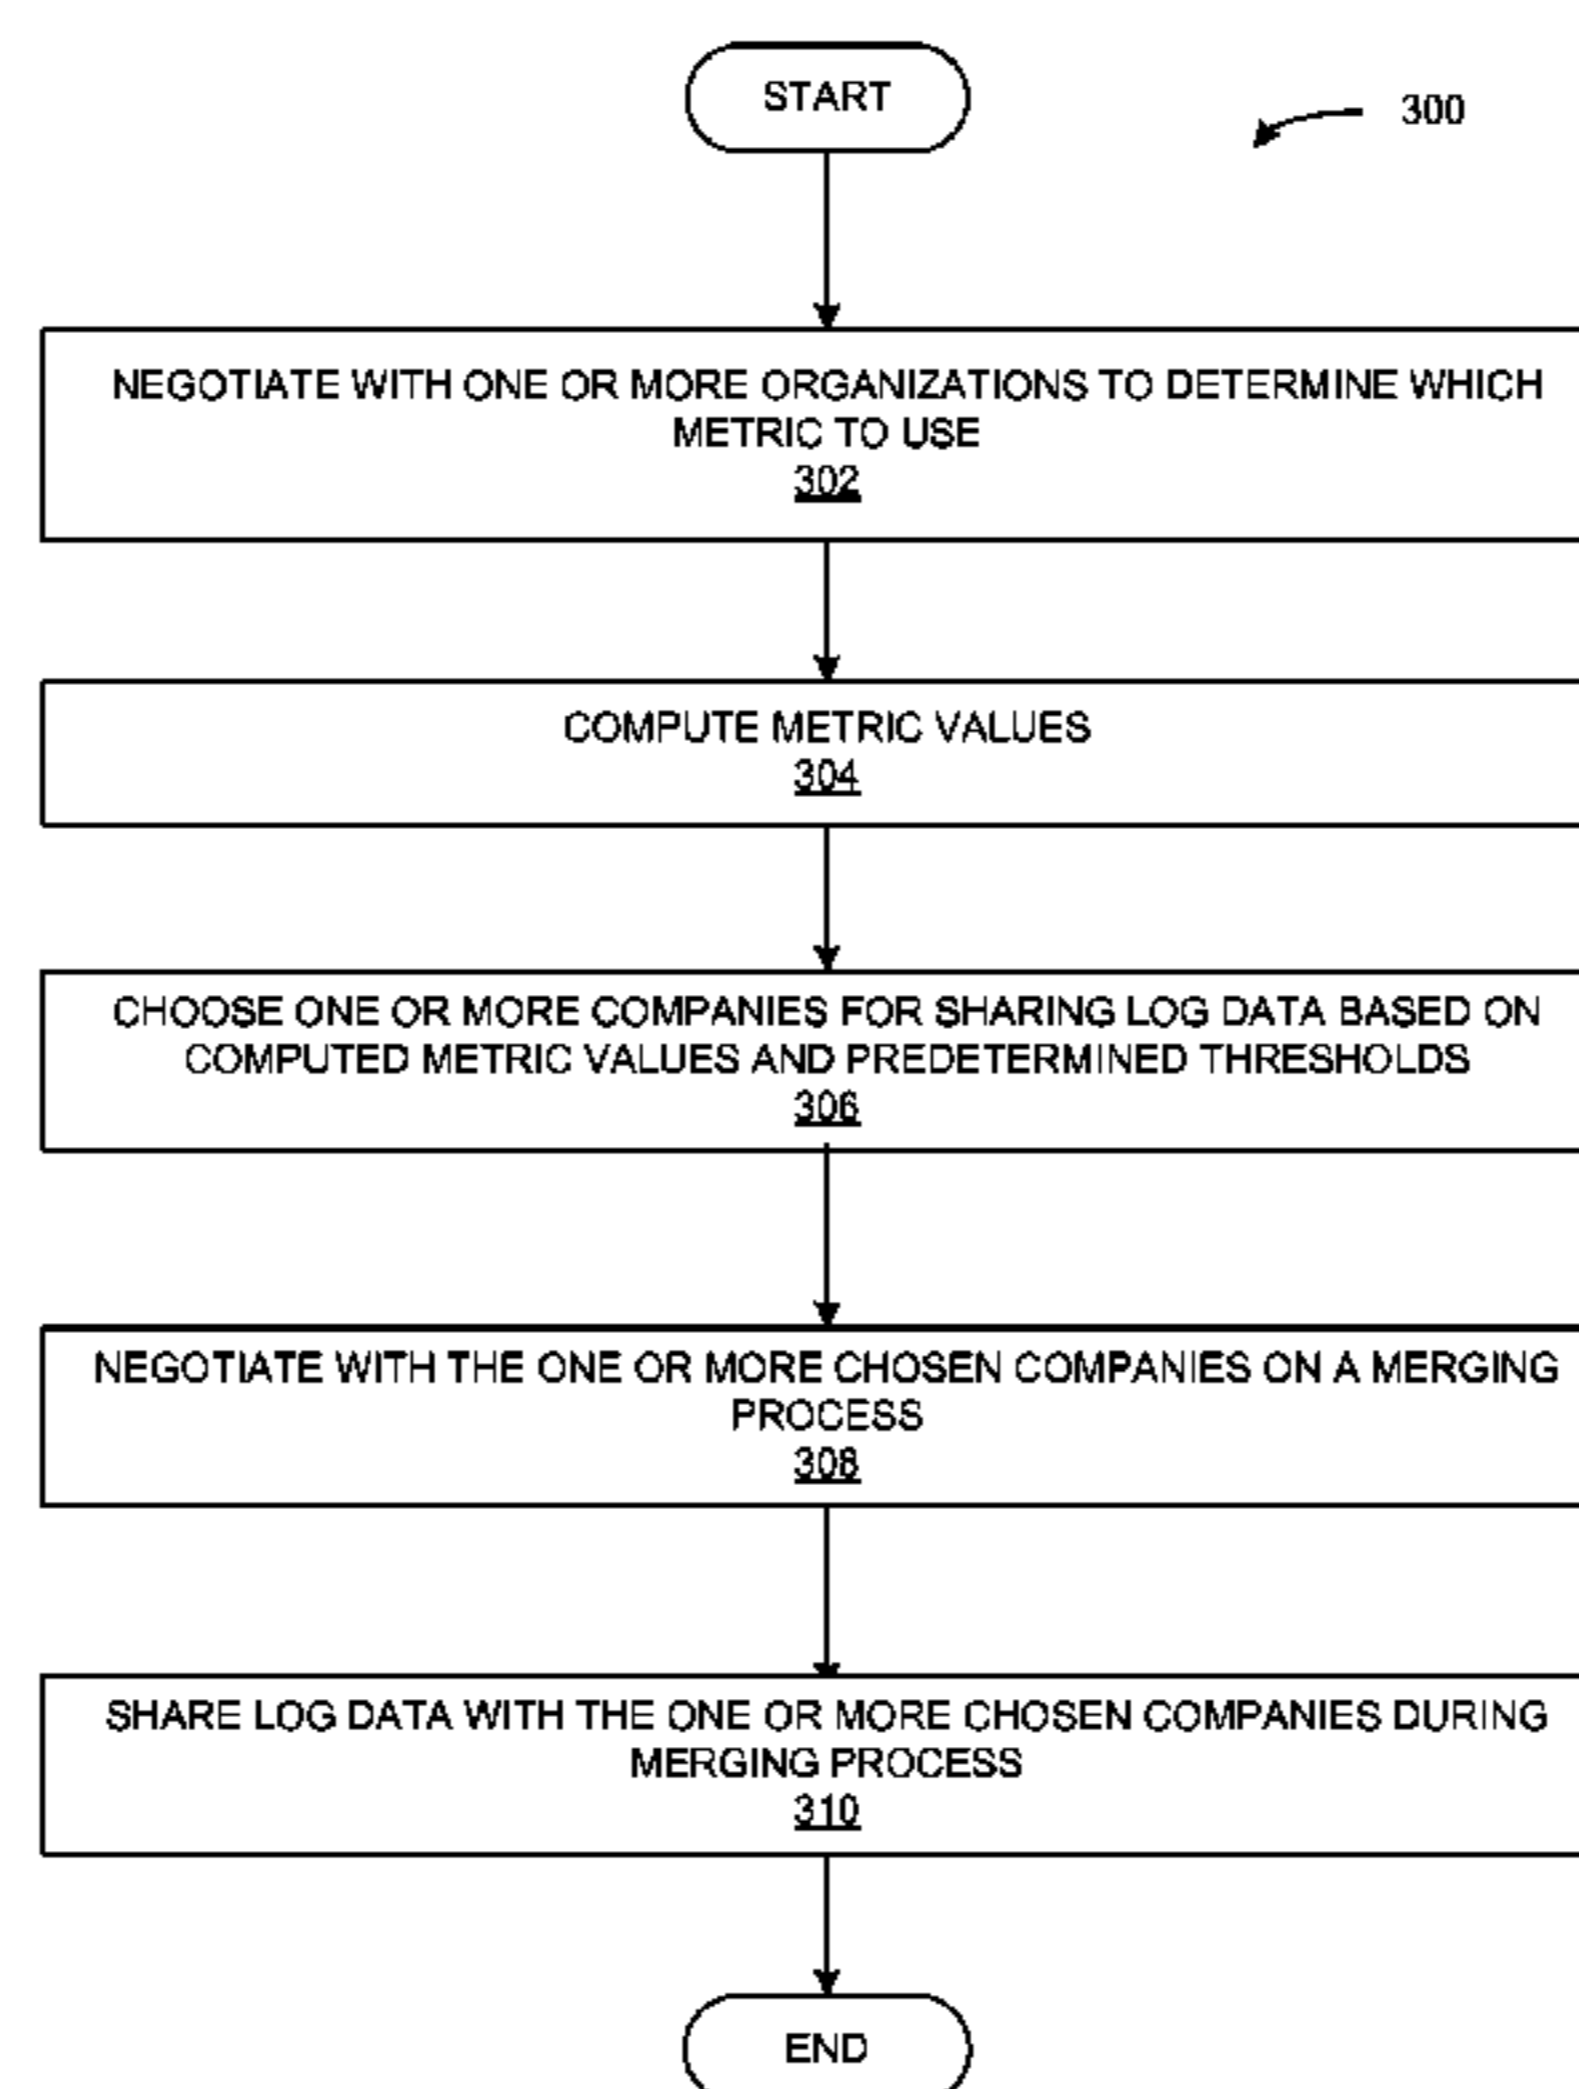 START
300
NEGOTIATE WITH ONE OR MORE ORGANIZATIONS TO DETERMINE WHICH
METRIC TO USE
302
COMPUTE METRIC VALUES
304
CHOOSE ONE OR MORE COMPANIES FOR SHARING LOG DATA BASED ON
COMPUTED METRIC VALUES AND PREDETERMINED THRESHOLDS
306
NEGOTIATE WITH THE ONE OR MORE CHOSEN COMPANIES ON A MERGING
PROCESS
308
SHARE LOG DATA WITH THE ONE OR MORE CHOSEN COMPANIES DURING
MERGING PROCESS
310
END